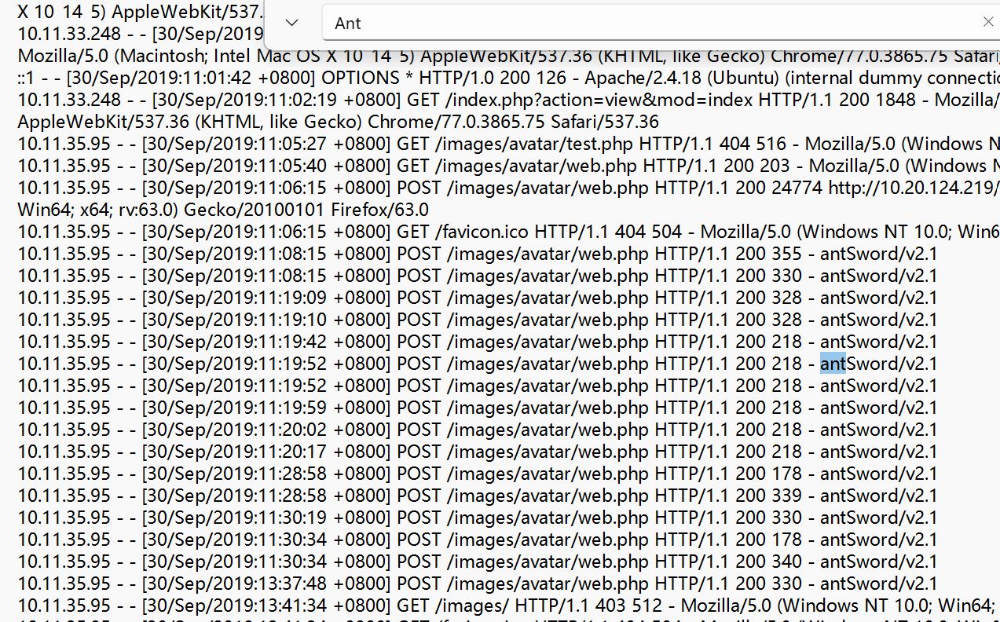 X 10 14 5) AppleWebKit/537.
Ant
10.11.33.248 - - [30/Sep/2019
Mozilla/5.0 (Macintosh; Intel Mac OS X 10 14 5) AppleWebKit/537.36 (KHTML, like Gecko) Chrome/77.0.3865.75 Safari/
::1 - - [30/Sep/2019:11:01:42 +0800] OPTIONS * HTTP/1.0 200 126 - Apache/2.4.18 (Ubuntu) (internal dummy connectio
10.11.33.248 - - [30/Sep/2019:11:02:19 +0800] GET /index.php?action=view&mod=index HTTP/1.1 200 1848 - Mozilla/
AppleWebKit/537.36 (KHTML, like Gecko) Chrome/77.0.3865.75 Safari/537.36
10.11.35.95 - - [30/Sep/2019:11:05:27 +0800] GET /images/avatar/test.php HTTP/1.1 404 516 - Mozilla/5.0 (Windows N
10.11.35.95 - - [30/Sep/2019:11:05:40 +0800] GET /images/avatar/web.php HTTP/1.1 200 203 - Mozilla/5.0 (Windows N
10.11.35.95 - - [30/Sep/2019:11:06:15 +0800] POST /images/avatar/web.php HTTP/1.1 200 24774 http://10.20.124.219/
Win64; x64; rv:63.0) Gecko/20100101 Firefox/63.0
10.11.35.95 - - [30/Sep/2019:11:06:15 +0800] GET /favicon.ico HTTP/1.1 404 504 - Mozilla/5.0 (Windows NT 10.0; Win6
10.11.35.95 - - [30/Sep/2019:11:08:15 +0800] POST /images/avatar/web.php HTTP/1.1 200 355 - antSword/v2.1
10.11.35.95 - - [30/Sep/2019:11:08:15 +0800] POST /images/avatar/web.php HTTP/1.1 200 330 - antSword/v2.1
10.11.35.95 - - [30/Sep/2019:11:19:09 +0800] POST /images/avatar/web.php HTTP/1.1 200 328 - antSword/v2.1
10.11.35.95 - - [30/Sep/2019:11:19:10 +0800] POST /images/avatar/web.php HTTP/1.1 200 328 - antSword/v2.1
10.11.35.95 - - [30/Sep/2019:11:19:42 +0800] POST /images/avatar/web.php HTTP/1.1 200 218 - antSword/v2.1
10.11.35.95 - - [30/Sep/2019:11:19:52 +0800] POST /images/avatar/web.php HTTP/1.1 200 218 - antSword/v2.1
10.11.35.95 - - [30/Sep/2019:11:19:52 +0800] POST /images/avatar/web.php HTTP/1.1 200 218 - antSword/v2.1
10.11.35.95 - - [30/Sep/2019:11:19:59 +0800] POST /images/avatar/web.php HTTP/1.1 200 218 - antSword/v2.1
10.11.35.95 - - [30/Sep/2019:11:20:02 +0800] POST /images/avatar/web.php HTTP/1.1 200 218 - antSword/v2.1
10.11.35.95 - - [30/Sep/2019:11:20:17 +0800] POST /images/avatar/web.php HTTP/1.1 200 218 - antSword/v2.1
10.11.35.95 - - [30/Sep/2019:11:28:58 +0800] POST /images/avatar/web.php HTTP/1.1 200 178 - antSword/v2.1
10.11.35.95 - - [30/Sep/2019:11:28:58 +0800] POST /images/avatar/web.php HTTP/1.1 200 339 - antSword/v2.1
10.11.35.95 - - [30/Sep/2019:11:30:19 +0800] POST /images/avatar/web.php HTTP/1.1 200 330 - antSword/v2.1
10.11.35.95 - - [30/Sep/2019:11:30:34 +0800] POST /images/avatar/web.php HTTP/1.1 200 178 - antSword/v2.1
10.11.35.95 - - [30/Sep/2019:11:30:34 +0800] POST /images/avatar/web.php HTTP/1.1 200 340 - antSword/v2.1
10.11.35.95 - - [30/Sep/2019:13:37:48 +0800] POST /images/avatar/web.php HTTP/1.1 200 330 - antSword/v2.1
10.11.35.95 - - [30/Sep/2019:13:41:34 +0800] GET /images/ HTTP/1.1 403 512 - Mozilla/5.0 (Windows NT 10.0; Win64;